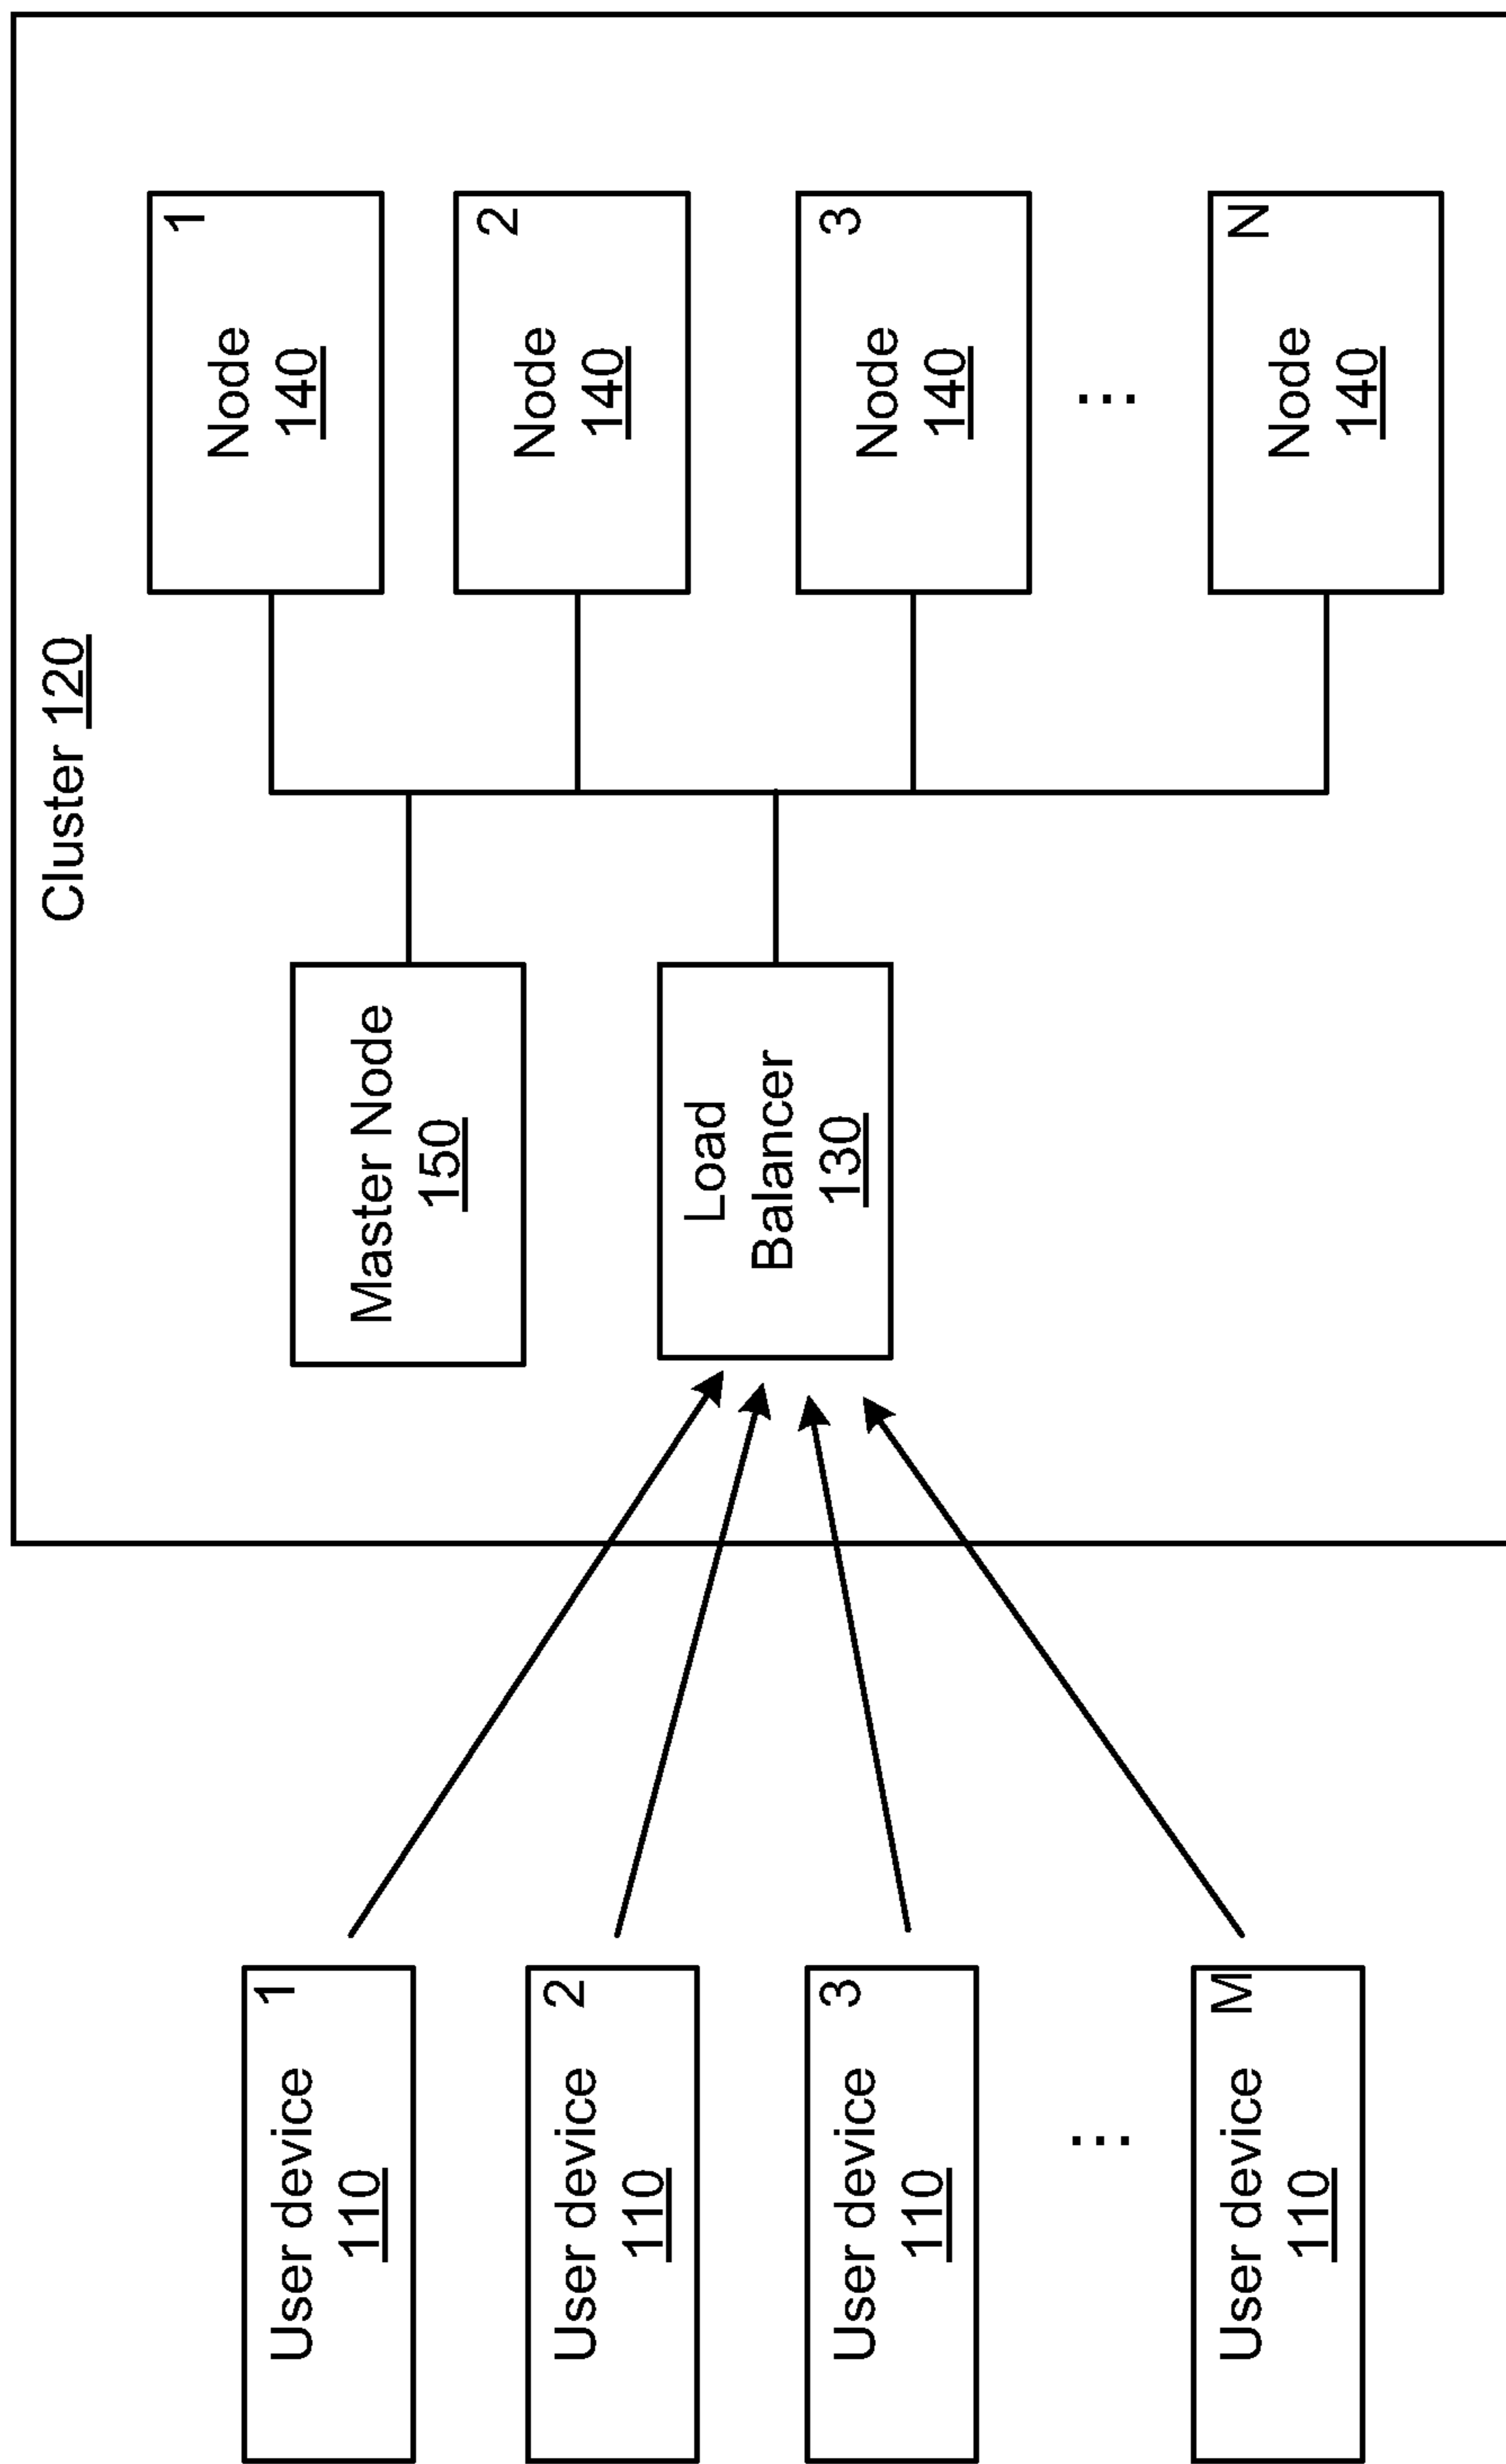 Cluster 120
User device 1
110
User device 2
110
User device 3
110
...
User device M
110
Master Node
150
Load
Balancer
130
1
Node
140
2
Node
140
3
Node
140
...
N
Node
140